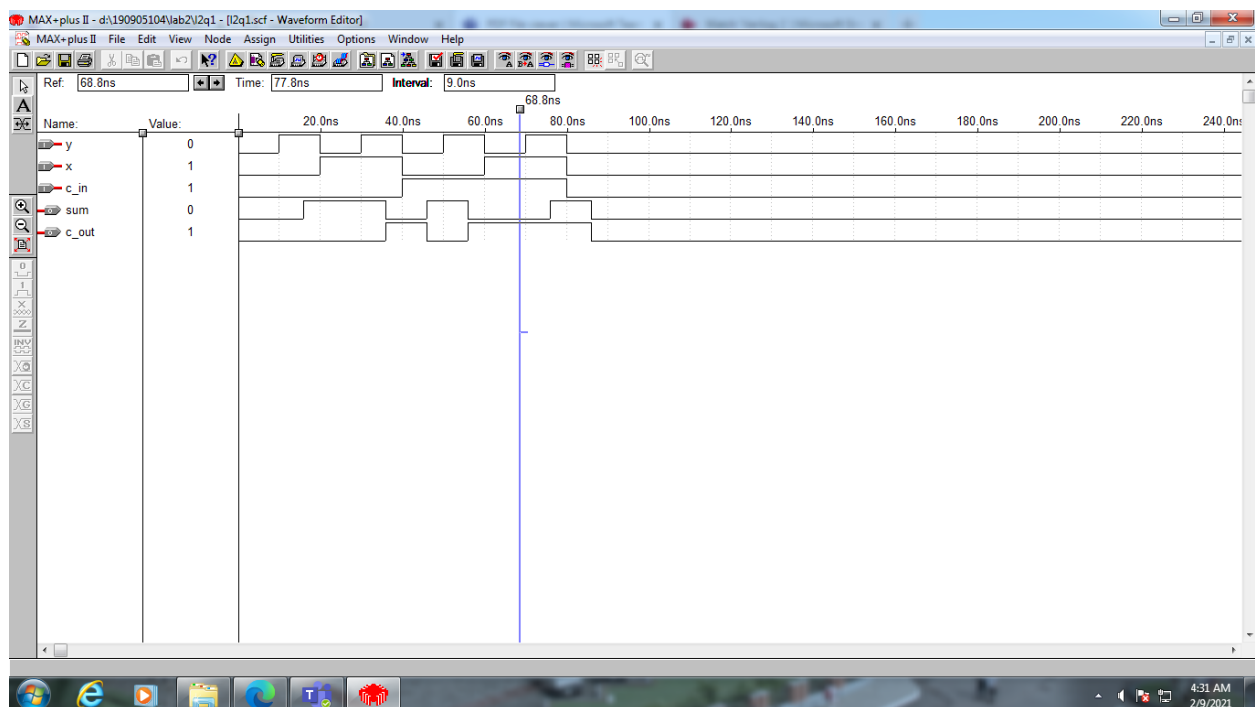 MAX+plus II - d:\190905104\lab2\l2q1 - [l2q1.scf - Waveform Editor]
MAX+plus II File Edit View Node Assign Utilities Options Window Help
Ref: 68.8ns Time: 77.8ns Interval: 9.0ns
68.8ns
Name: Value: 20.0ns 40.0ns 60.0ns 80.0ns 100.0ns 120.0ns 140.0ns 160.0ns 180.0ns 200.0ns 220.0ns 240.0ns
y 0
x 1
c_in 1
sum 0
c_out 1
4:31 AM
2/9/2021